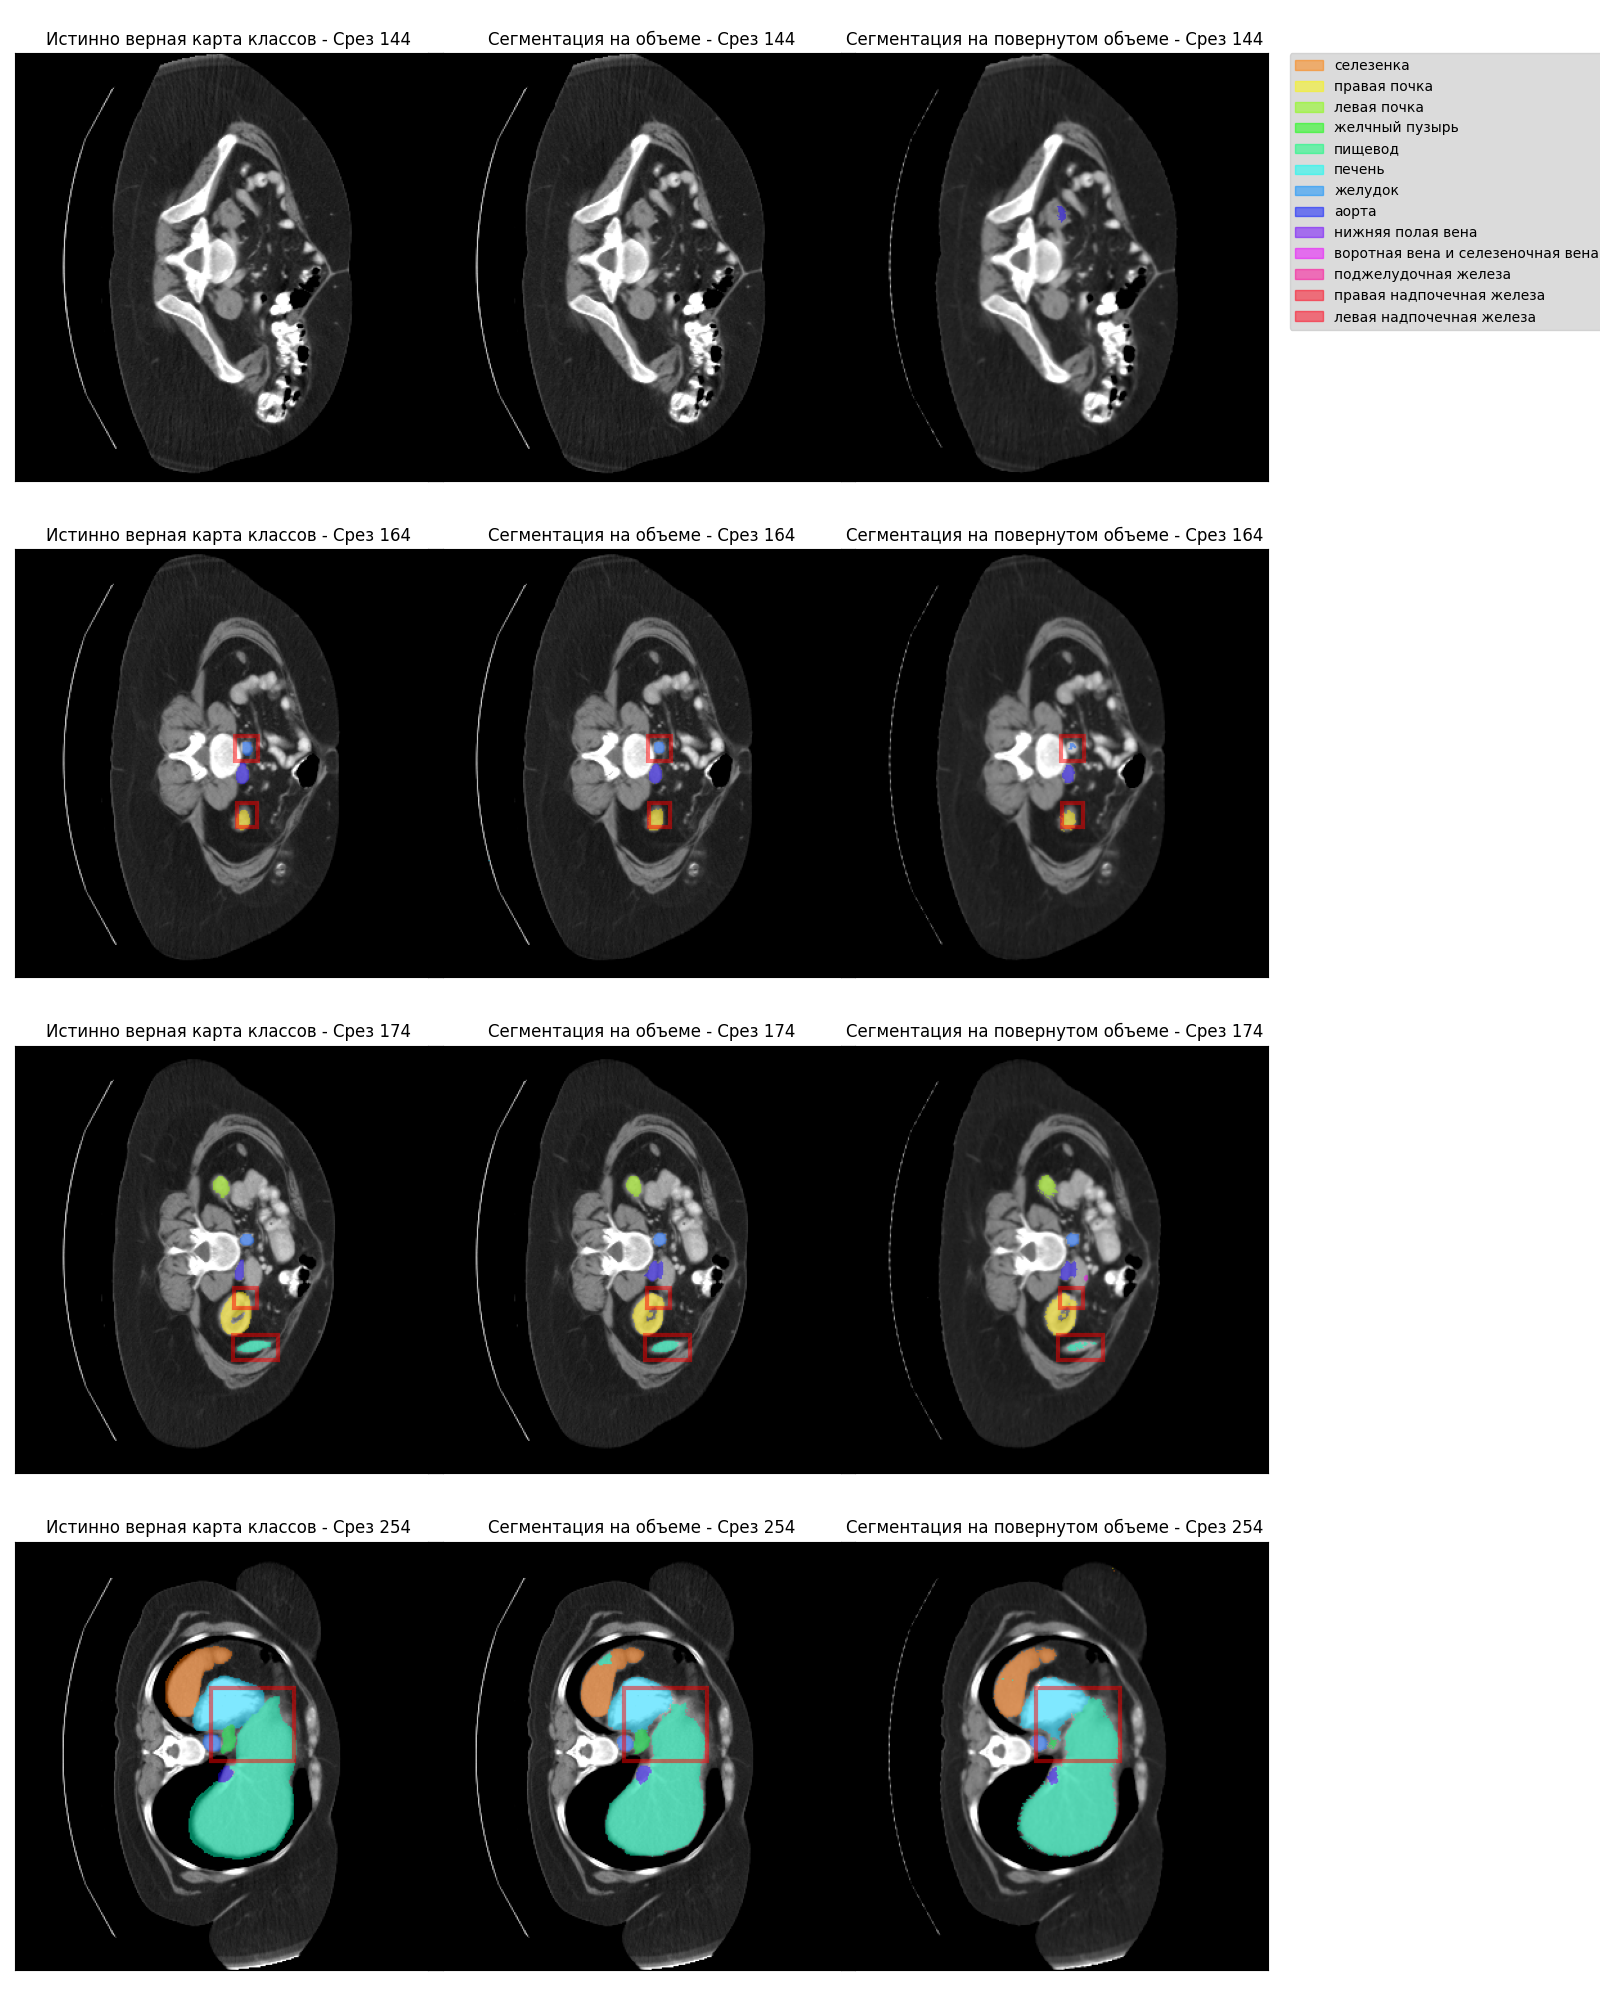 Истинно верная карта классов - Срез 144
Сегментация на объеме - Срез 144
Сегментация на повернутом объеме - Срез 144
селезенка
правая почка
левая почка
желчный пузырь
пищевод
печень
желудок
аорта
нижняя полая вена
воротная вена и селезеночная вена
поджелудочная железа
правая надпочечная железа
левая надпочечная железа
Истинно верная карта классов - Срез 164
Сегментация на объеме - Срез 164
Сегментация на повернутом объеме - Срез 164
Истинно верная карта классов - Срез 174
Сегментация на объеме - Срез 174
Сегментация на повернутом объеме - Срез 174
Истинно верная карта классов - Срез 254
Сегментация на объеме - Срез 254
Сегментация на повернутом объеме - Срез 254